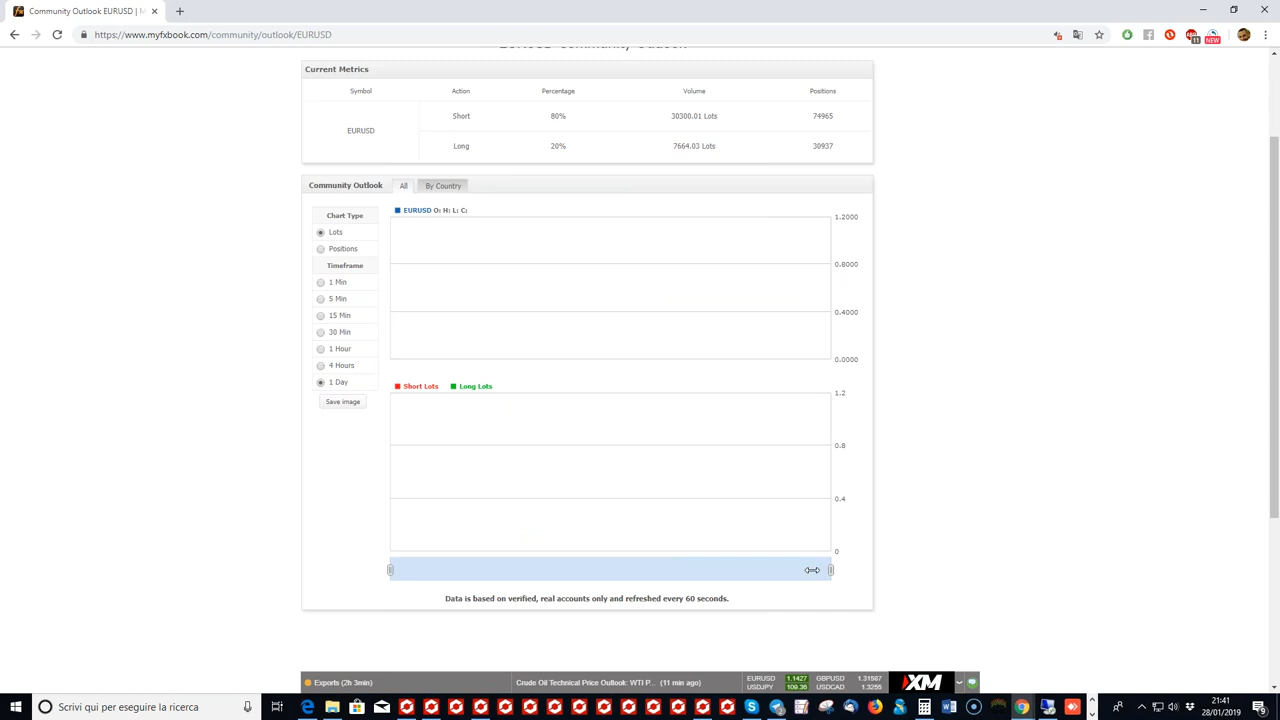 Community Outlook EURUSD | M
https://www.myfxbook.com/community/outlook/EURUSD
11
NEW
EURUSD Community Outlook
Current Metrics
Symbol Action Percentage Volume Positions
EURUSD
Short 80% 30300.01 Lots 74965
Long 20% 7664.03 Lots 30937
Community Outlook All By Country
Chart Type
Lots
Positions
Timeframe
1 Min
5 Min
15 Min
30 Min
1 Hour
4 Hours
1 Day
Save image
EURUSD O: H: L: C:
1.2000
0.8000
0.4000
0.0000
Short Lots Long Lots
1.2
0.8
0.4
0
Data is based on verified, real accounts only and refreshed every 60 seconds.
Exports (2h 3min) Crude Oil Technical Price Outlook: WTI P... (11 min ago)
EURUSD 1.1427 GBPUSD 1.31567
USDJPY 109.36 USDCAD 1.3255
XM
Scrivi qui per eseguire la ricerca
21:41
28/01/2019